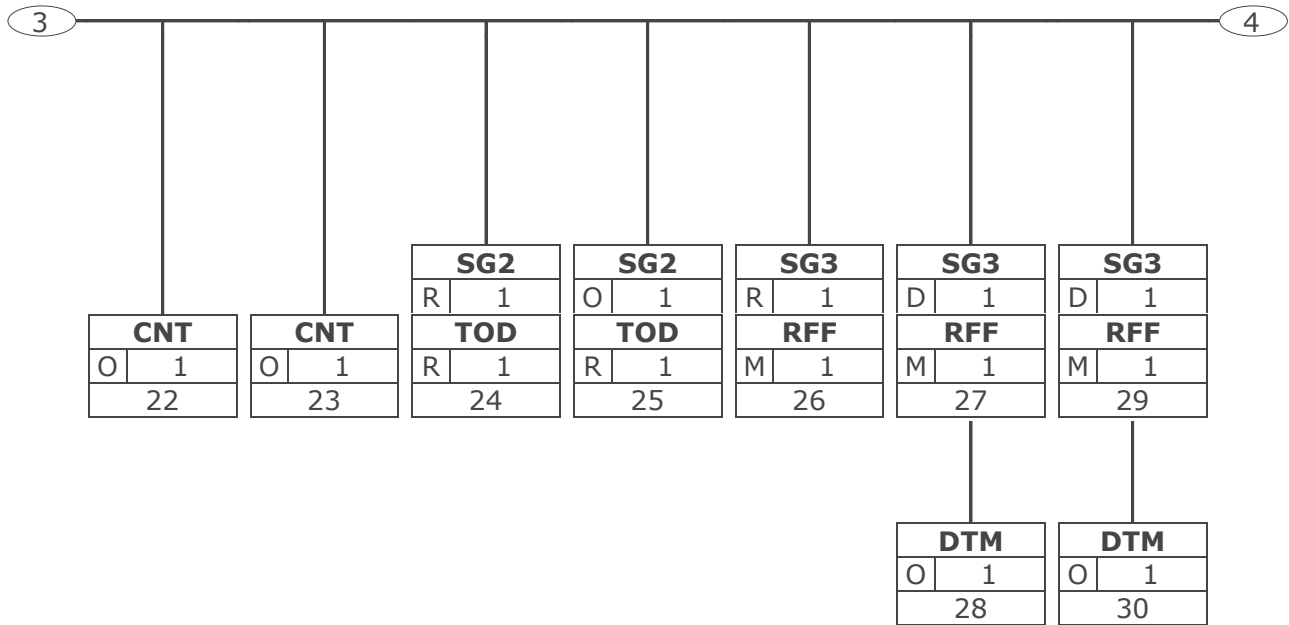 3 4
SG2 SG2 SG3 SG3 SG3
R 1 O 1 R 1 D 1 D 1
CNT CNT TOD TOD RFF RFF RFF
O 1 O 1 R 1 R 1 M 1 M 1 M 1
22 23 24 25 26 27 29
DTM DTM
O 1 O 1
28 30